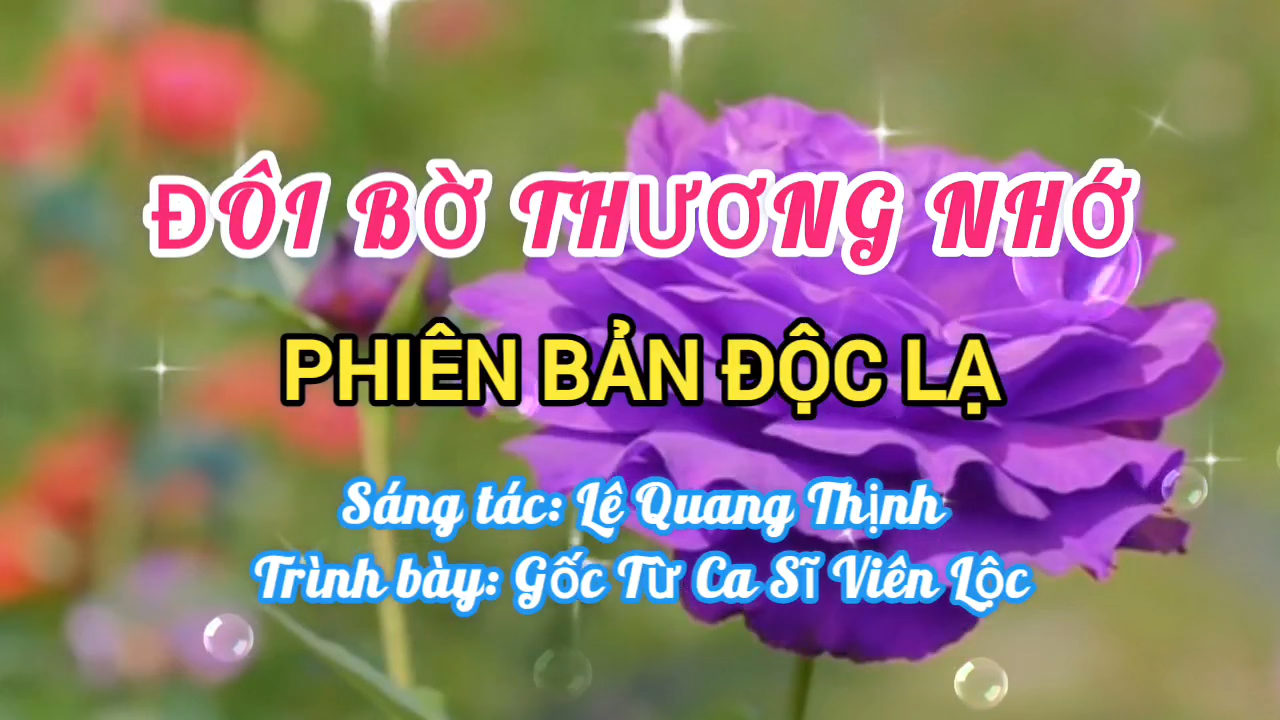 ĐÔI BỜ THƯƠNG NHỚ
PHIÊN BẢN ĐỘC LẠ
Sáng tác: Lê Quang Thịnh
Trình bày: Gốc Từ Ca Sĩ Viên Lộc